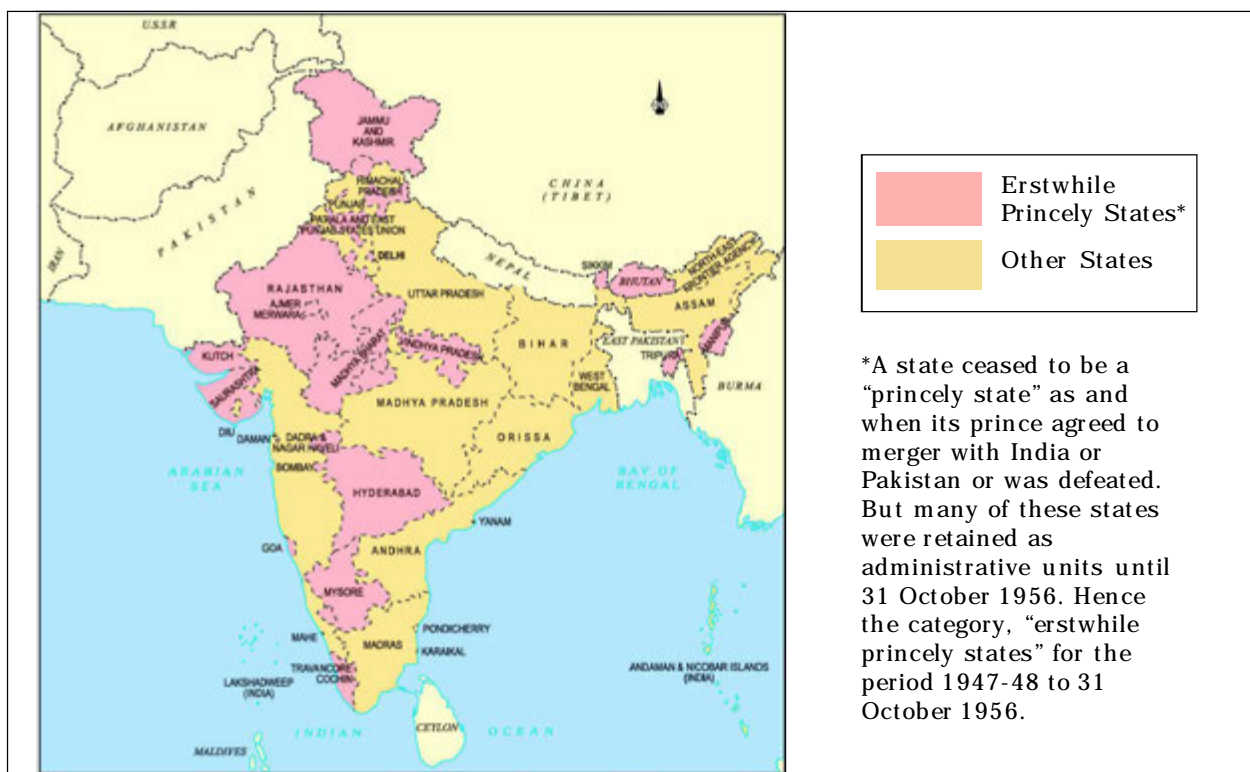 U.S.S.R
AFGHANISTAN
IRAN
PAKISTAN
JAMMU
AND
KASHMIR
CHINA
(TIBET)
HIMACHAL
PRADESH
PUNJAB
PATIALA AND EAST
PUNJAB STATES UNION
DELHI
NEPAL
SIKKIM
BHUTAN
NORTH-EAST
FRONTIER AGENCY
ASSAM
RAJASTHAN
AJMER
MERWARA
UTTAR PRADESH
BIHAR
EAST PAKISTAN
MANIPUR
TRIPURA
KUTCH
SAURASHTRA
MADHYA BHARAT
VINDHYA PRADESH
WEST
BENGAL
BURMA
MADHYA PRADESH
ORISSA
DIU
DAMAN
DADRA &
NAGAR HAVELI
BOMBAY
ARABIAN
SEA
HYDERABAD
BAY OF
BENGAL
YANAM
GOA
ANDHRA
MYSORE
MAHE
MADRAS
PONDICHERRY
KARAIKAL
TRAVANCORE
COCHIN
LAKSHADWEEP
(INDIA)
ANDAMAN & NICOBAR ISLANDS
(INDIA)
CEYLON
INDIAN OCEAN
MALDIVES
Erstwhile
Princely States*
Other States
*A state ceased to be a
“princely state” as and
when its prince agreed to
merger with India or
Pakistan or was defeated.
But many of these states
were retained as
administrative units until
31 October 1956. Hence
the category, “erstwhile
princely states” for the
period 1947-48 to 31
October 1956.